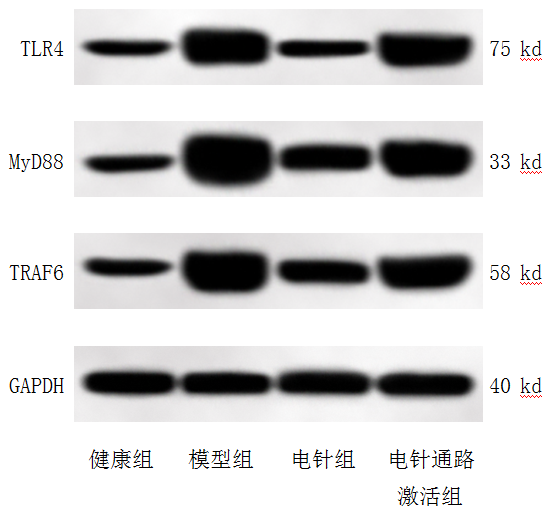 TLR4 75 kd
MyD88 33 kd
TRAF6 58 kd
GAPDH 40 kd
健康组 模型组 电针组 电针通路
激活组